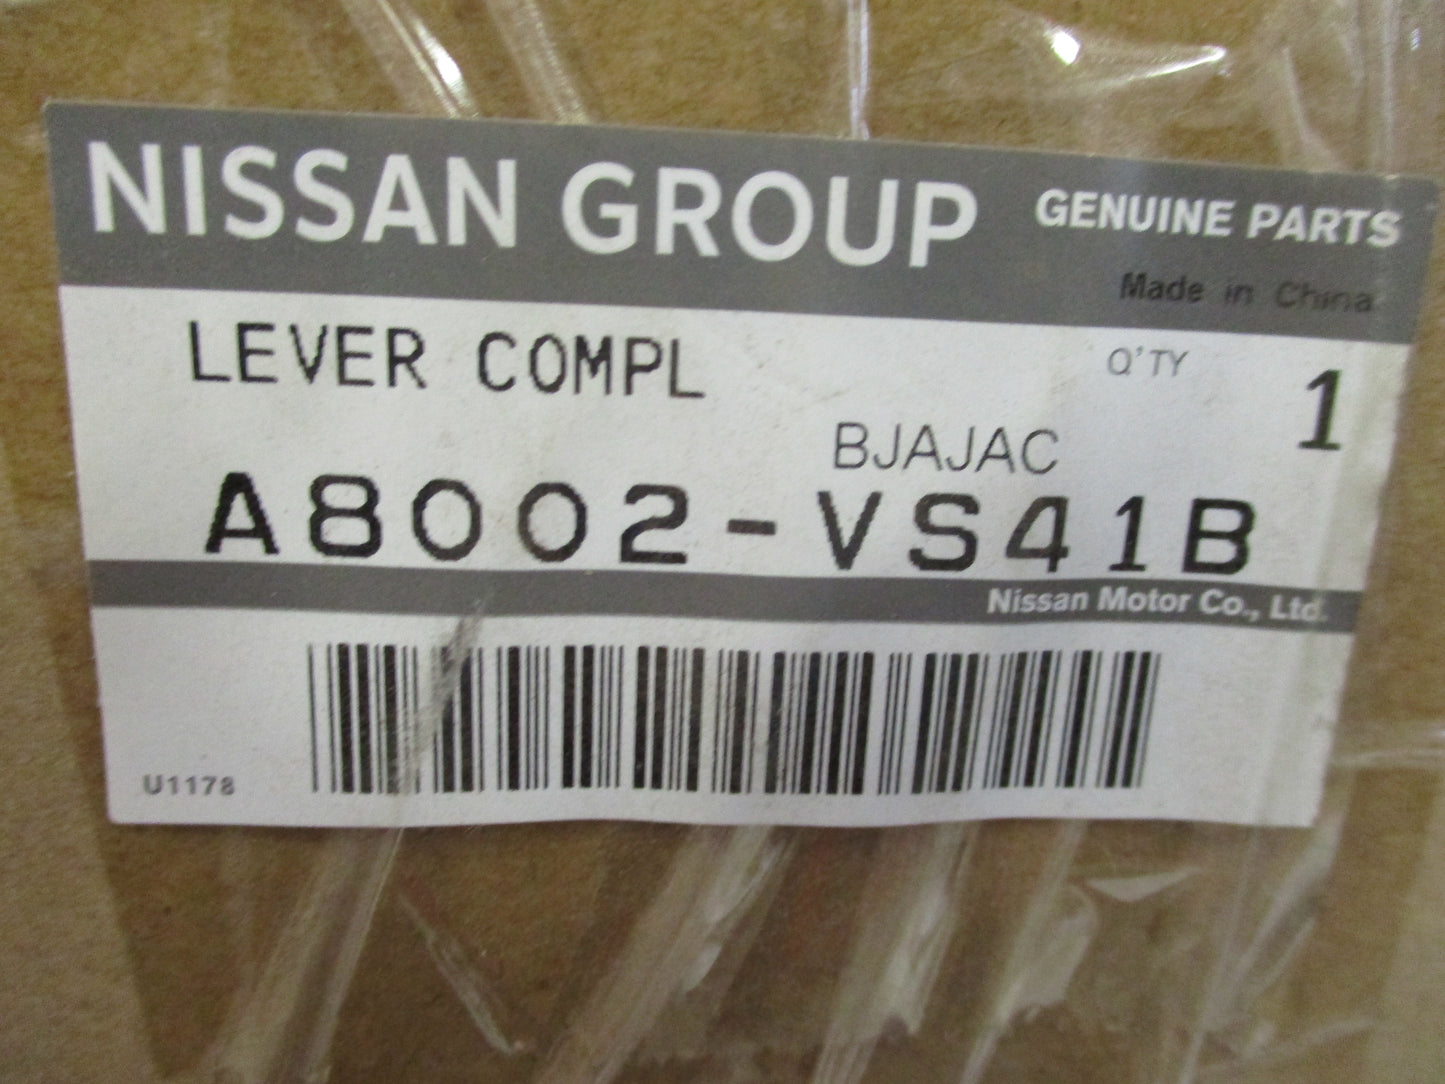 NISSAN GROUP GENUINE PARTS
Made in China
LEVER COMPL Q'TY 1
BJAJAC
A8002-VS41B
Nissan Motor Co., Ltd.
U1178